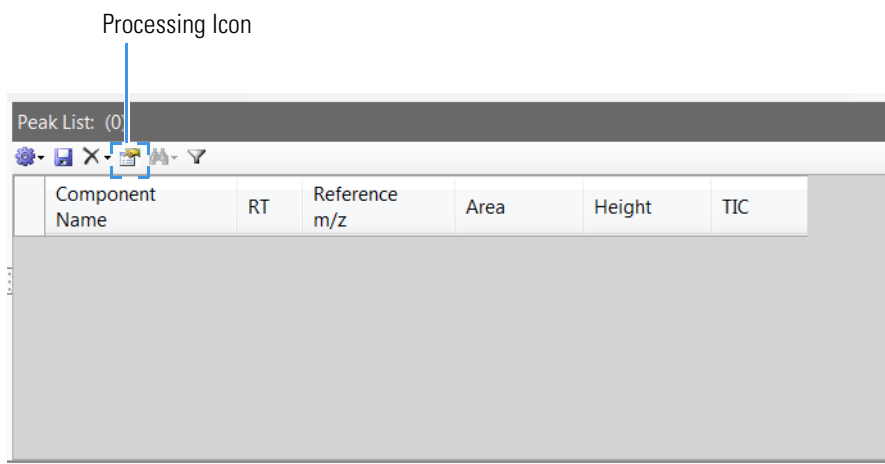 Processing Icon
Peak List: (0)
Component Name
RT
Reference m/z
Area
Height
TIC